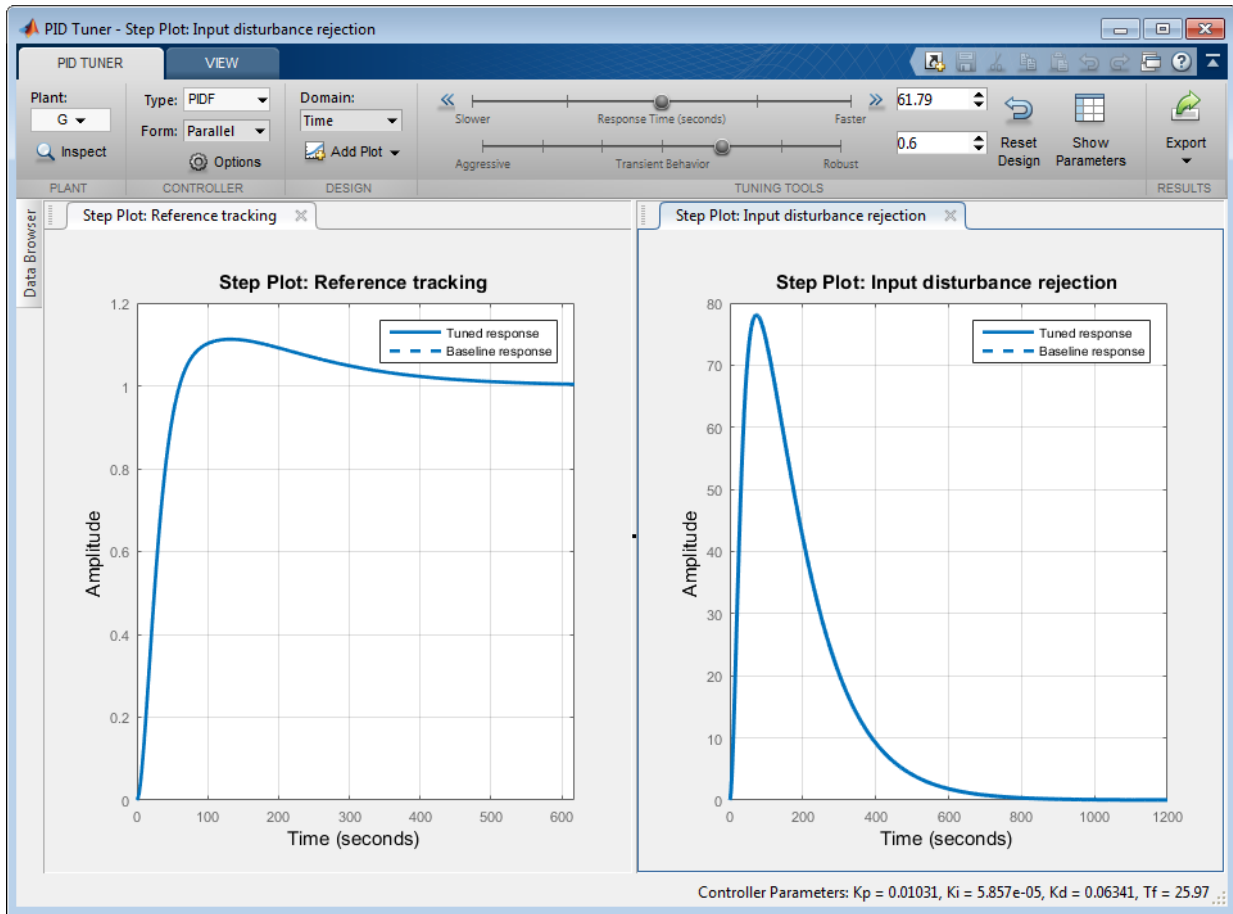 PID Tuner - Step Plot: Input disturbance rejection
PID TUNER
VIEW
Plant:
G
Inspect
PLANT
Type: PIDF
Form: Parallel
Options
CONTROLLER
Domain:
Time
Add Plot
DESIGN
Slower
Response Time (seconds)
Faster
61.79
Aggressive
Transient Behavior
Robust
0.6
TUNING TOOLS
Reset
Design
Show
Parameters
Export
RESULTS
Data Browser
Step Plot: Reference tracking
Step Plot: Reference tracking
Tuned response
Baseline response
Amplitude
1.2
1
0.8
0.6
0.4
0.2
0
0 100 200 300 400 500 600
Time (seconds)
Step Plot: Input disturbance rejection
Step Plot: Input disturbance rejection
Tuned response
Baseline response
Amplitude
80
70
60
50
40
30
20
10
0
0 200 400 600 800 1000 1200
Time (seconds)
Controller Parameters: Kp = 0.01031, Ki = 5.857e-05, Kd = 0.06341, Tf = 25.97